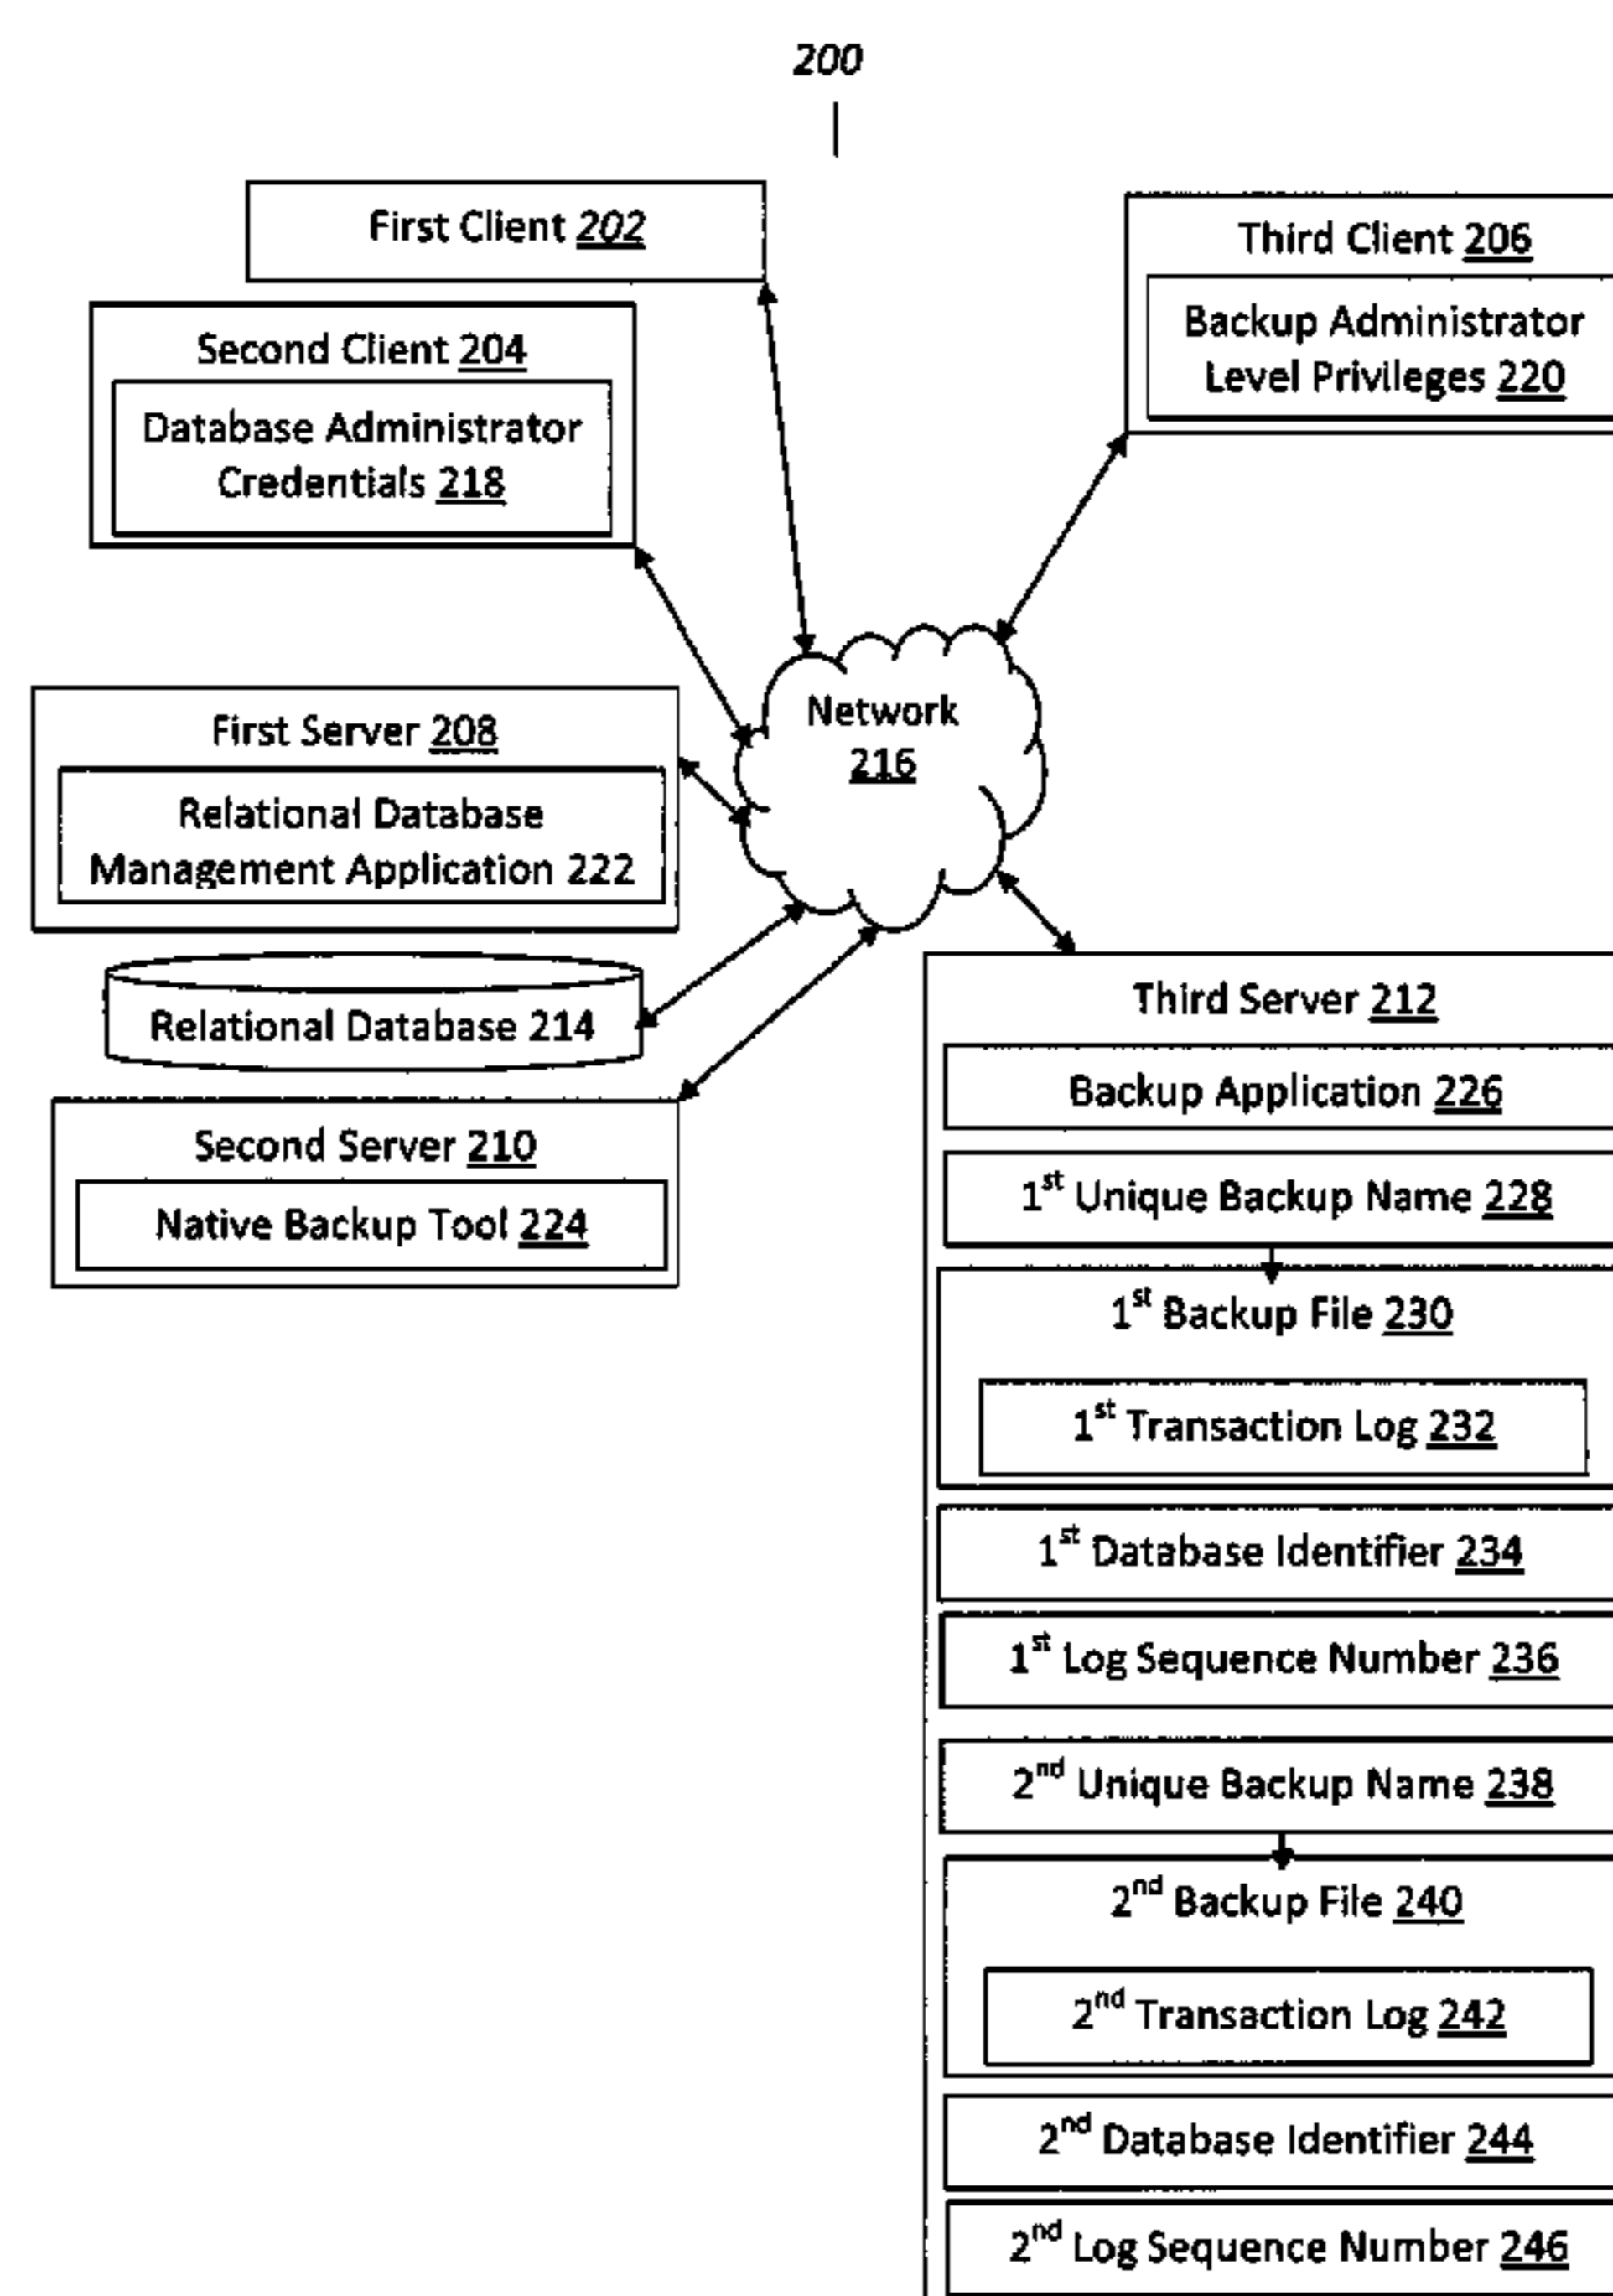 200
First Client 202
Second Client 204
Database Administrator
Credentials 218
Third Client 206
Backup Administrator
Level Privileges 220
Network
216
First Server 208
Relational Database
Management Application 222
Relational Database 214
Second Server 210
Native Backup Tool 224
Third Server 212
Backup Application 226
1st Unique Backup Name 228
1st Backup File 230
1st Transaction Log 232
1st Database Identifier 234
1st Log Sequence Number 236
2nd Unique Backup Name 238
2nd Backup File 240
2nd Transaction Log 242
2nd Database Identifier 244
2nd Log Sequence Number 246